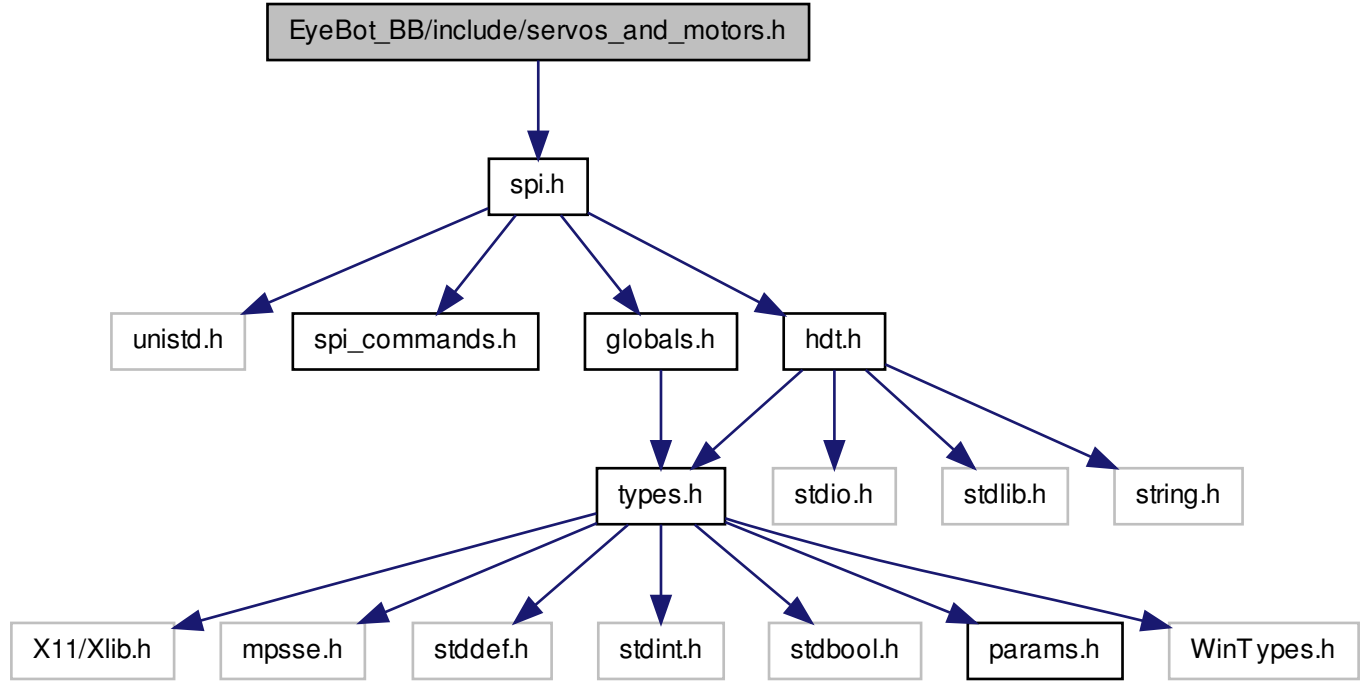 EyeBot_BB/include/servos_and_motors.h
spi.h
unistd.h
spi_commands.h
globals.h
hdt.h
types.h
stdio.h
stdlib.h
string.h
X11/Xlib.h
mpsse.h
stddef.h
stdint.h
stdbool.h
params.h
WinTypes.h